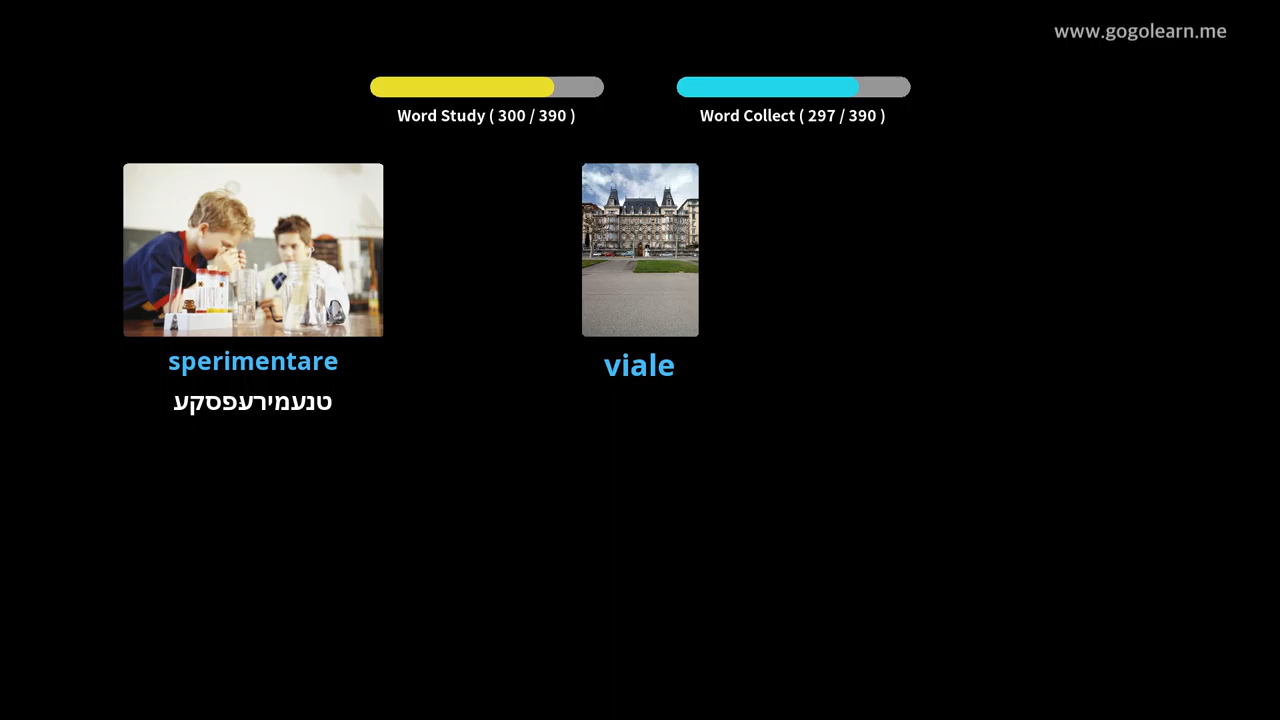 www.gogolearn.me
Word Study ( 300 / 390 )
Word Collect ( 297 / 390 )
sperimentare
טנעמירעפסקע
viale